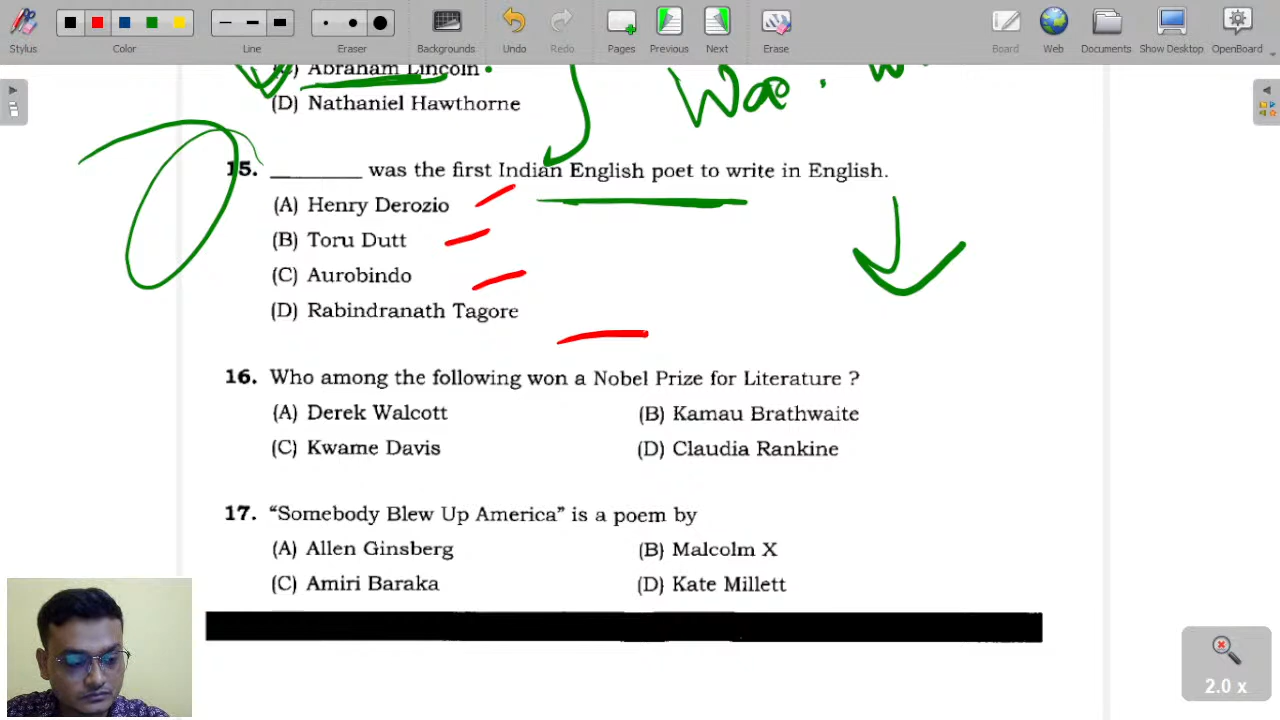 Stylus Color Line Eraser Backgrounds Undo Redo Pages Previous Next Erase Board Web Documents Show Desktop OpenBoard
(C) Abraham Lincoln
(D) Nathaniel Hawthorne
15. ________ was the first Indian English poet to write in English.
(A) Henry Derozio
(B) Toru Dutt
(C) Aurobindo
(D) Rabindranath Tagore
16. Who among the following won a Nobel Prize for Literature ?
(A) Derek Walcott (B) Kamau Brathwaite
(C) Kwame Davis (D) Claudia Rankine
17. “Somebody Blew Up America” is a poem by
(A) Allen Ginsberg (B) Malcolm X
(C) Amiri Baraka (D) Kate Millett
2.0 x